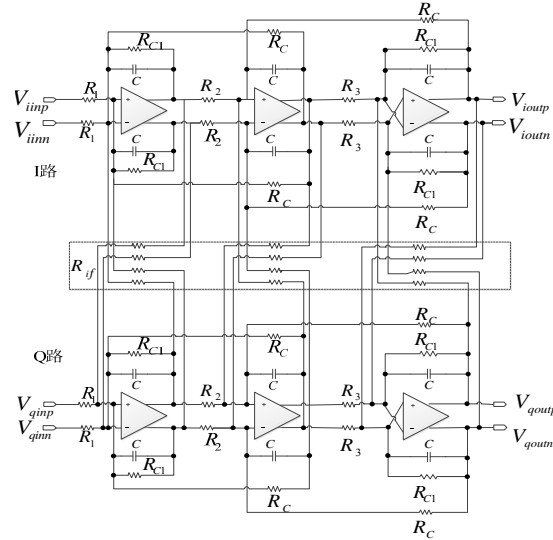 R_C
R_C1 R_C R_C1
C C C
V_iinp R_1 R_2 R_3 V_ioutp
+ + +
- - -
V_iinn R_1 C R_2 C R_3 C V_ioutn
I路 R_C1 R_C1
R_C R_C
R_if
R_C
Q路 R_C1 R_C R_C1
C C C
V_qinp R_1 R_2 R_3 V_qoutp
+ + +
- - -
V_qinn R_1 C R_2 C R_3 C V_qoutn
R_C1 R_C1
R_C R_C